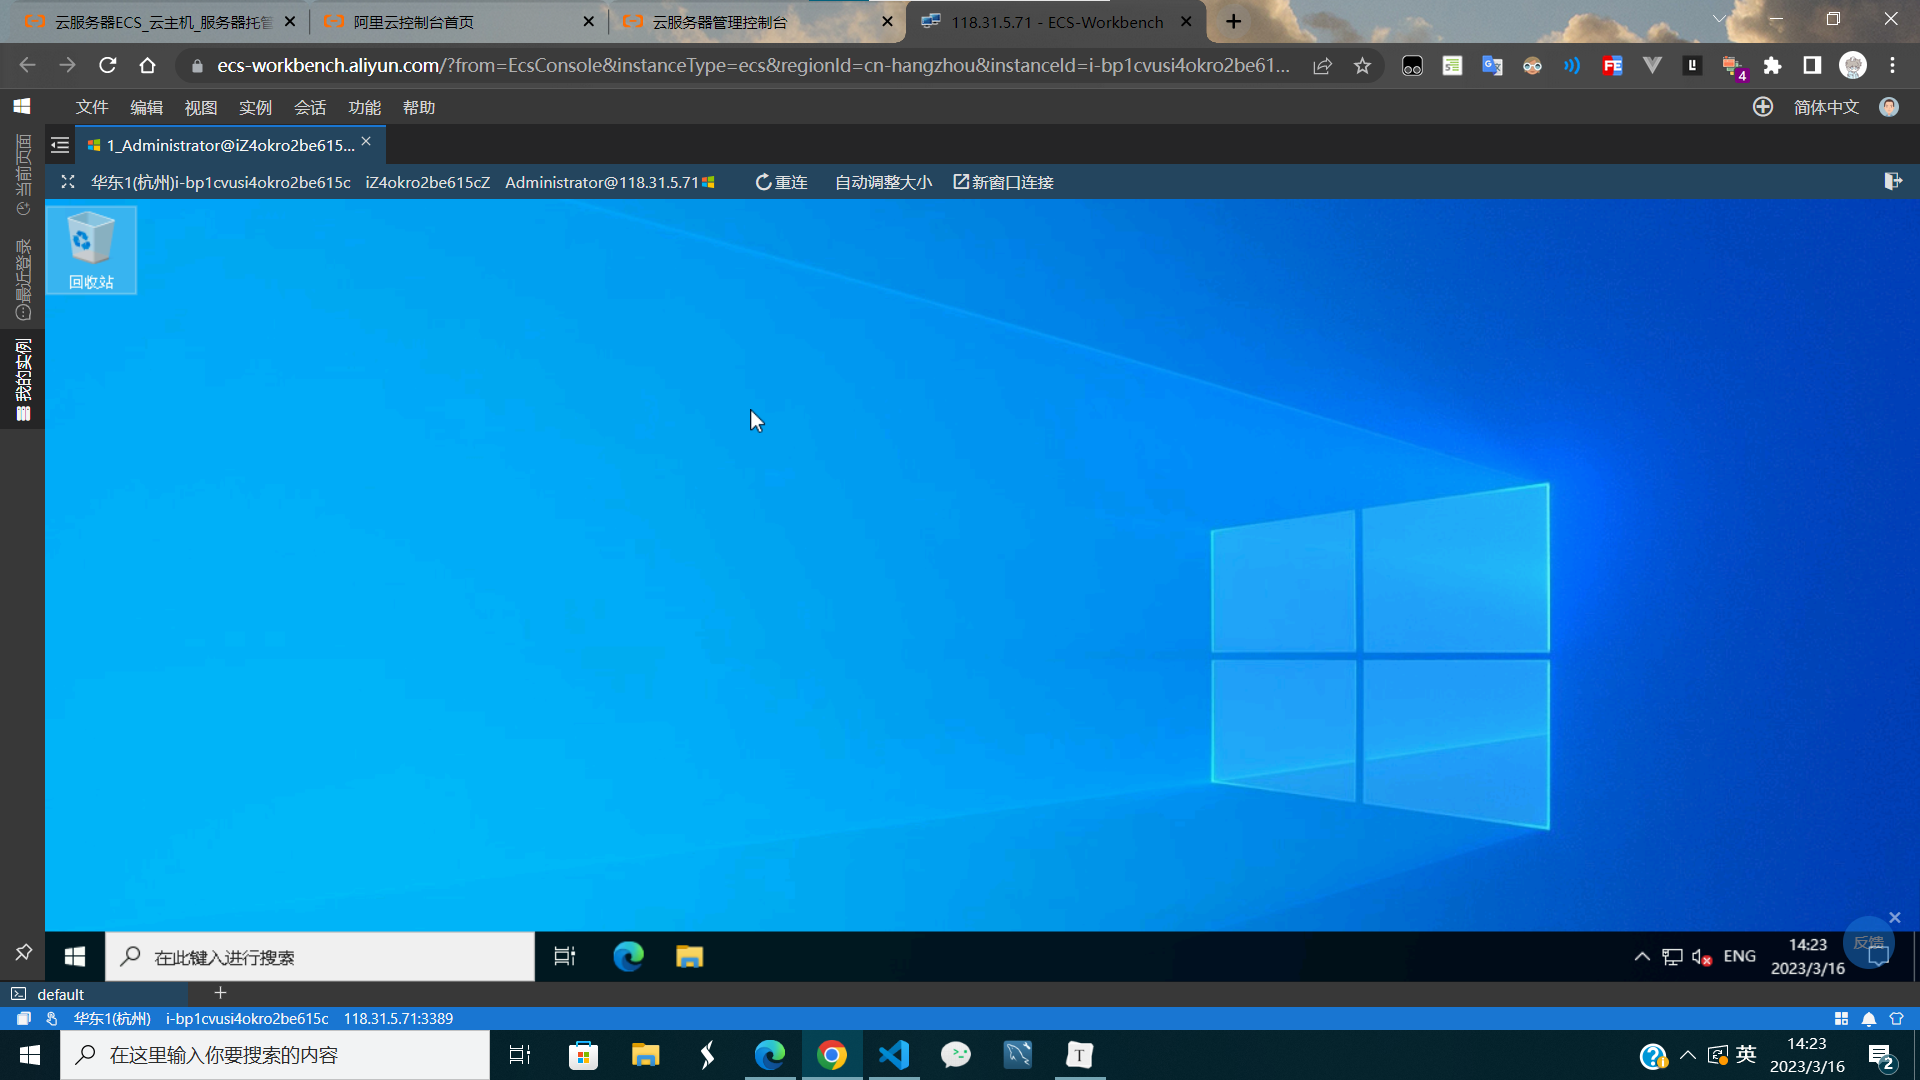 云服务器ECS_云主机_服务器托管
阿里云控制台首页
云服务器管理控制台
118.31.5.71 - ECS-Workbench
ecs-workbench.aliyun.com/?from=EcsConsole&instanceType=ecs&regionId=cn-hangzhou&instanceId=i-bp1cvusi4okro2be61...
4
文件 编辑 视图 实例 会话 功能 帮助
简体中文
1_Administrator@iZ4okro2be615...
华东1(杭州)i-bp1cvusi4okro2be615c iZ4okro2be615cZ Administrator@118.31.5.71 重连 自动调整大小 新窗口连接
当前页面
最近登录
我的实例
回收站
在此键入进行搜索
ENG
14:23
2023/3/16
反馈
default
华东1(杭州) i-bp1cvusi4okro2be615c 118.31.5.71:3389
在这里输入你要搜索的内容
T
英
14:23
2023/3/16
2